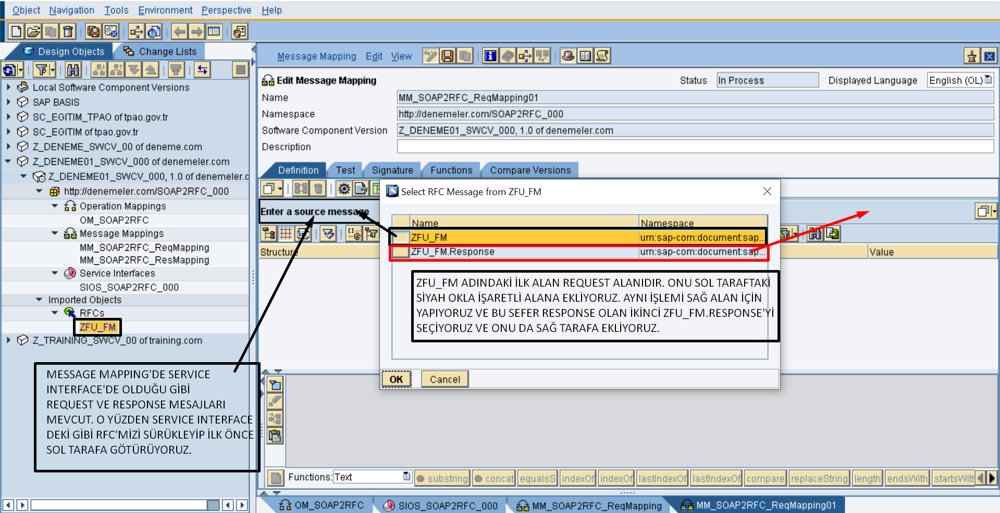 Object Navigation Tools Environment Perspective Help
Design Objects Change Lists
Local Software Component Versions
SAP BASIS
SC_EGITIM_TPAO of tpao.gov.tr
SC_EGITIM of tpao.gov.tr
Z_DENEME_SWCV_00 of deneme.com
Z_DENEME01_SWCV_000 of denemeler.com
Z_DENEME01_SWCV_000, 1.0 of denemeler.c
http://denemeler.com/SOAP2RFC_000
Operation Mappings
OM_SOAP2RFC
Message Mappings
MM_SOAP2RFC_ReqMapping
MM_SOAP2RFC_ResMapping
Service Interfaces
SIOS_SOAP2RFC_000
Imported Objects
RFCs
ZFU_FM
Z_TRAINING_SWCV_00 of training.com
MESSAGE MAPPING'DE SERVICE
INTERFACE'DE OLDUĞU GİBİ
REQUEST VE RESPONSE MESAJLARI
MEVCUT. O YÜZDEN SERVICE INTERFACE
DEKİ GİBİ RFC'MİZİ SÜRÜKLEYİP İLK ÖNCE
SOL TARAFA GÖTÜRÜYORUZ.
Message Mapping Edit View
Edit Message Mapping Status In Process Displayed Language English (OL)
Name MM_SOAP2RFC_ReqMapping01
Namespace http://denemeler.com/SOAP2RFC_000
Software Component Version Z_DENEME01_SWCV_000, 1.0 of denemeler.com
Description
Definition Test Signature Functions Compare Versions
Enter a source message
Structure
Value
Select RFC Message from ZFU_FM
Name Namespace
ZFU_FM urn:sap-com:document:sap...
ZFU_FM.Response urn:sap-com:document:sap...
ZFU_FM ADINDAKİ İLK ALAN REQUEST ALANIDIR. ONU SOL TARAFTAKİ
SİYAH OKLA İŞARETLİ ALANA EKLİYORUZ. AYNI İŞLEMİ SAĞ ALAN İÇİN
YAPIYORUZ VE BU SEFER RESPONSE OLAN İKİNCİ ZFU_FM.RESPONSE'Yİ
SEÇİYORUZ VE ONU DA SAĞ TARAFA EKLİYORUZ.
OK Cancel
Functions: Text substring concat equalsS indexOf indexOf lastIndexOf lastIndexOf compare replaceString length endsWith startsWith
OM_SOAP2RFC SIOS_SOAP2RFC_000 MM_SOAP2RFC_ReqMapping MM_SOAP2RFC_ReqMapping01